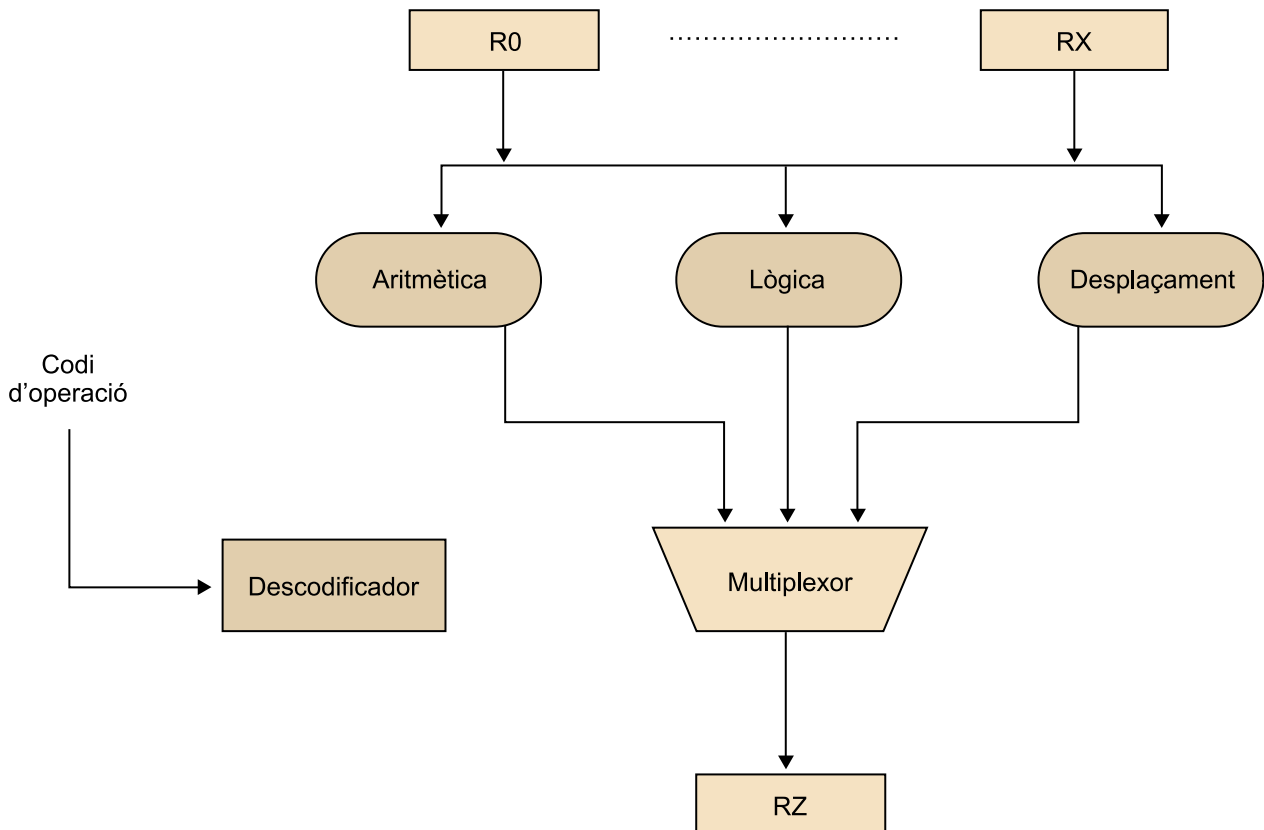 R0
RX
Aritmètica
Lògica
Desplaçament
Codi
d'operació
Descodificador
Multiplexor
RZ